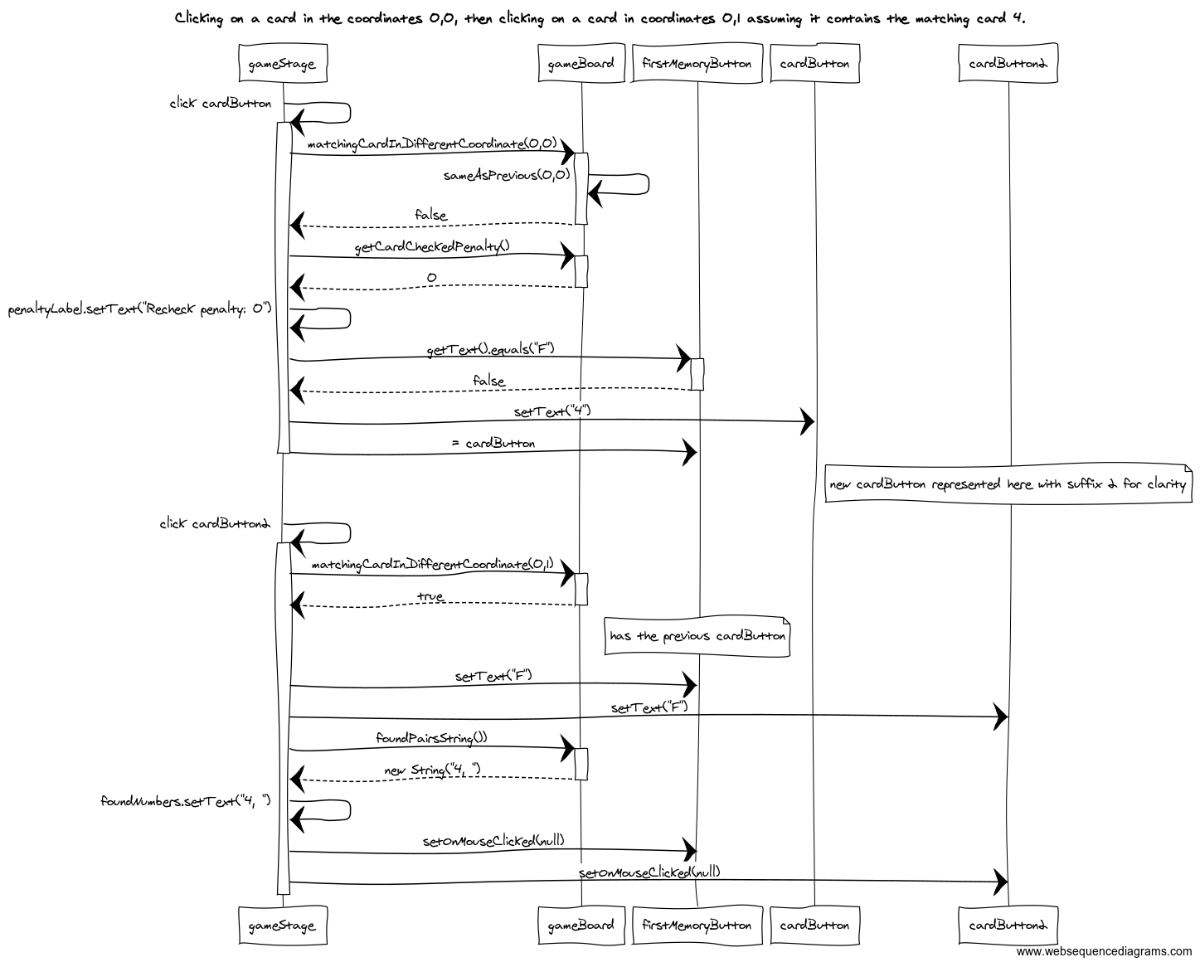 Clicking on a card in the coordinates 0,0, then clicking on a card in coordinates 0,1 assuming it contains the matching card 4.
gameStage
gameBoard
firstMemoryButton
cardButton
cardButton2
click cardButton
matchingCardInDifferentCoordinate(0,0)
sameAsPrevious(0,0)
false
getCardCheckedPenalty()
0
penaltyLabel.setText("Recheck penalty: 0")
getText().equals("F")
false
setText("4")
= cardButton
new cardButton represented here with suffix 2 for clarity
click cardButton2
matchingCardInDifferentCoordinate(0,1)
true
has the previous cardButton
setText("F")
setText("F")
foundPairsString())
new String("4, ")
foundNumbers.setText("4, ")
setOnMouseClicked(null)
setOnMouseClicked(null)
gameStage
gameBoard
firstMemoryButton
cardButton
cardButton2
www.websequencediagrams.com